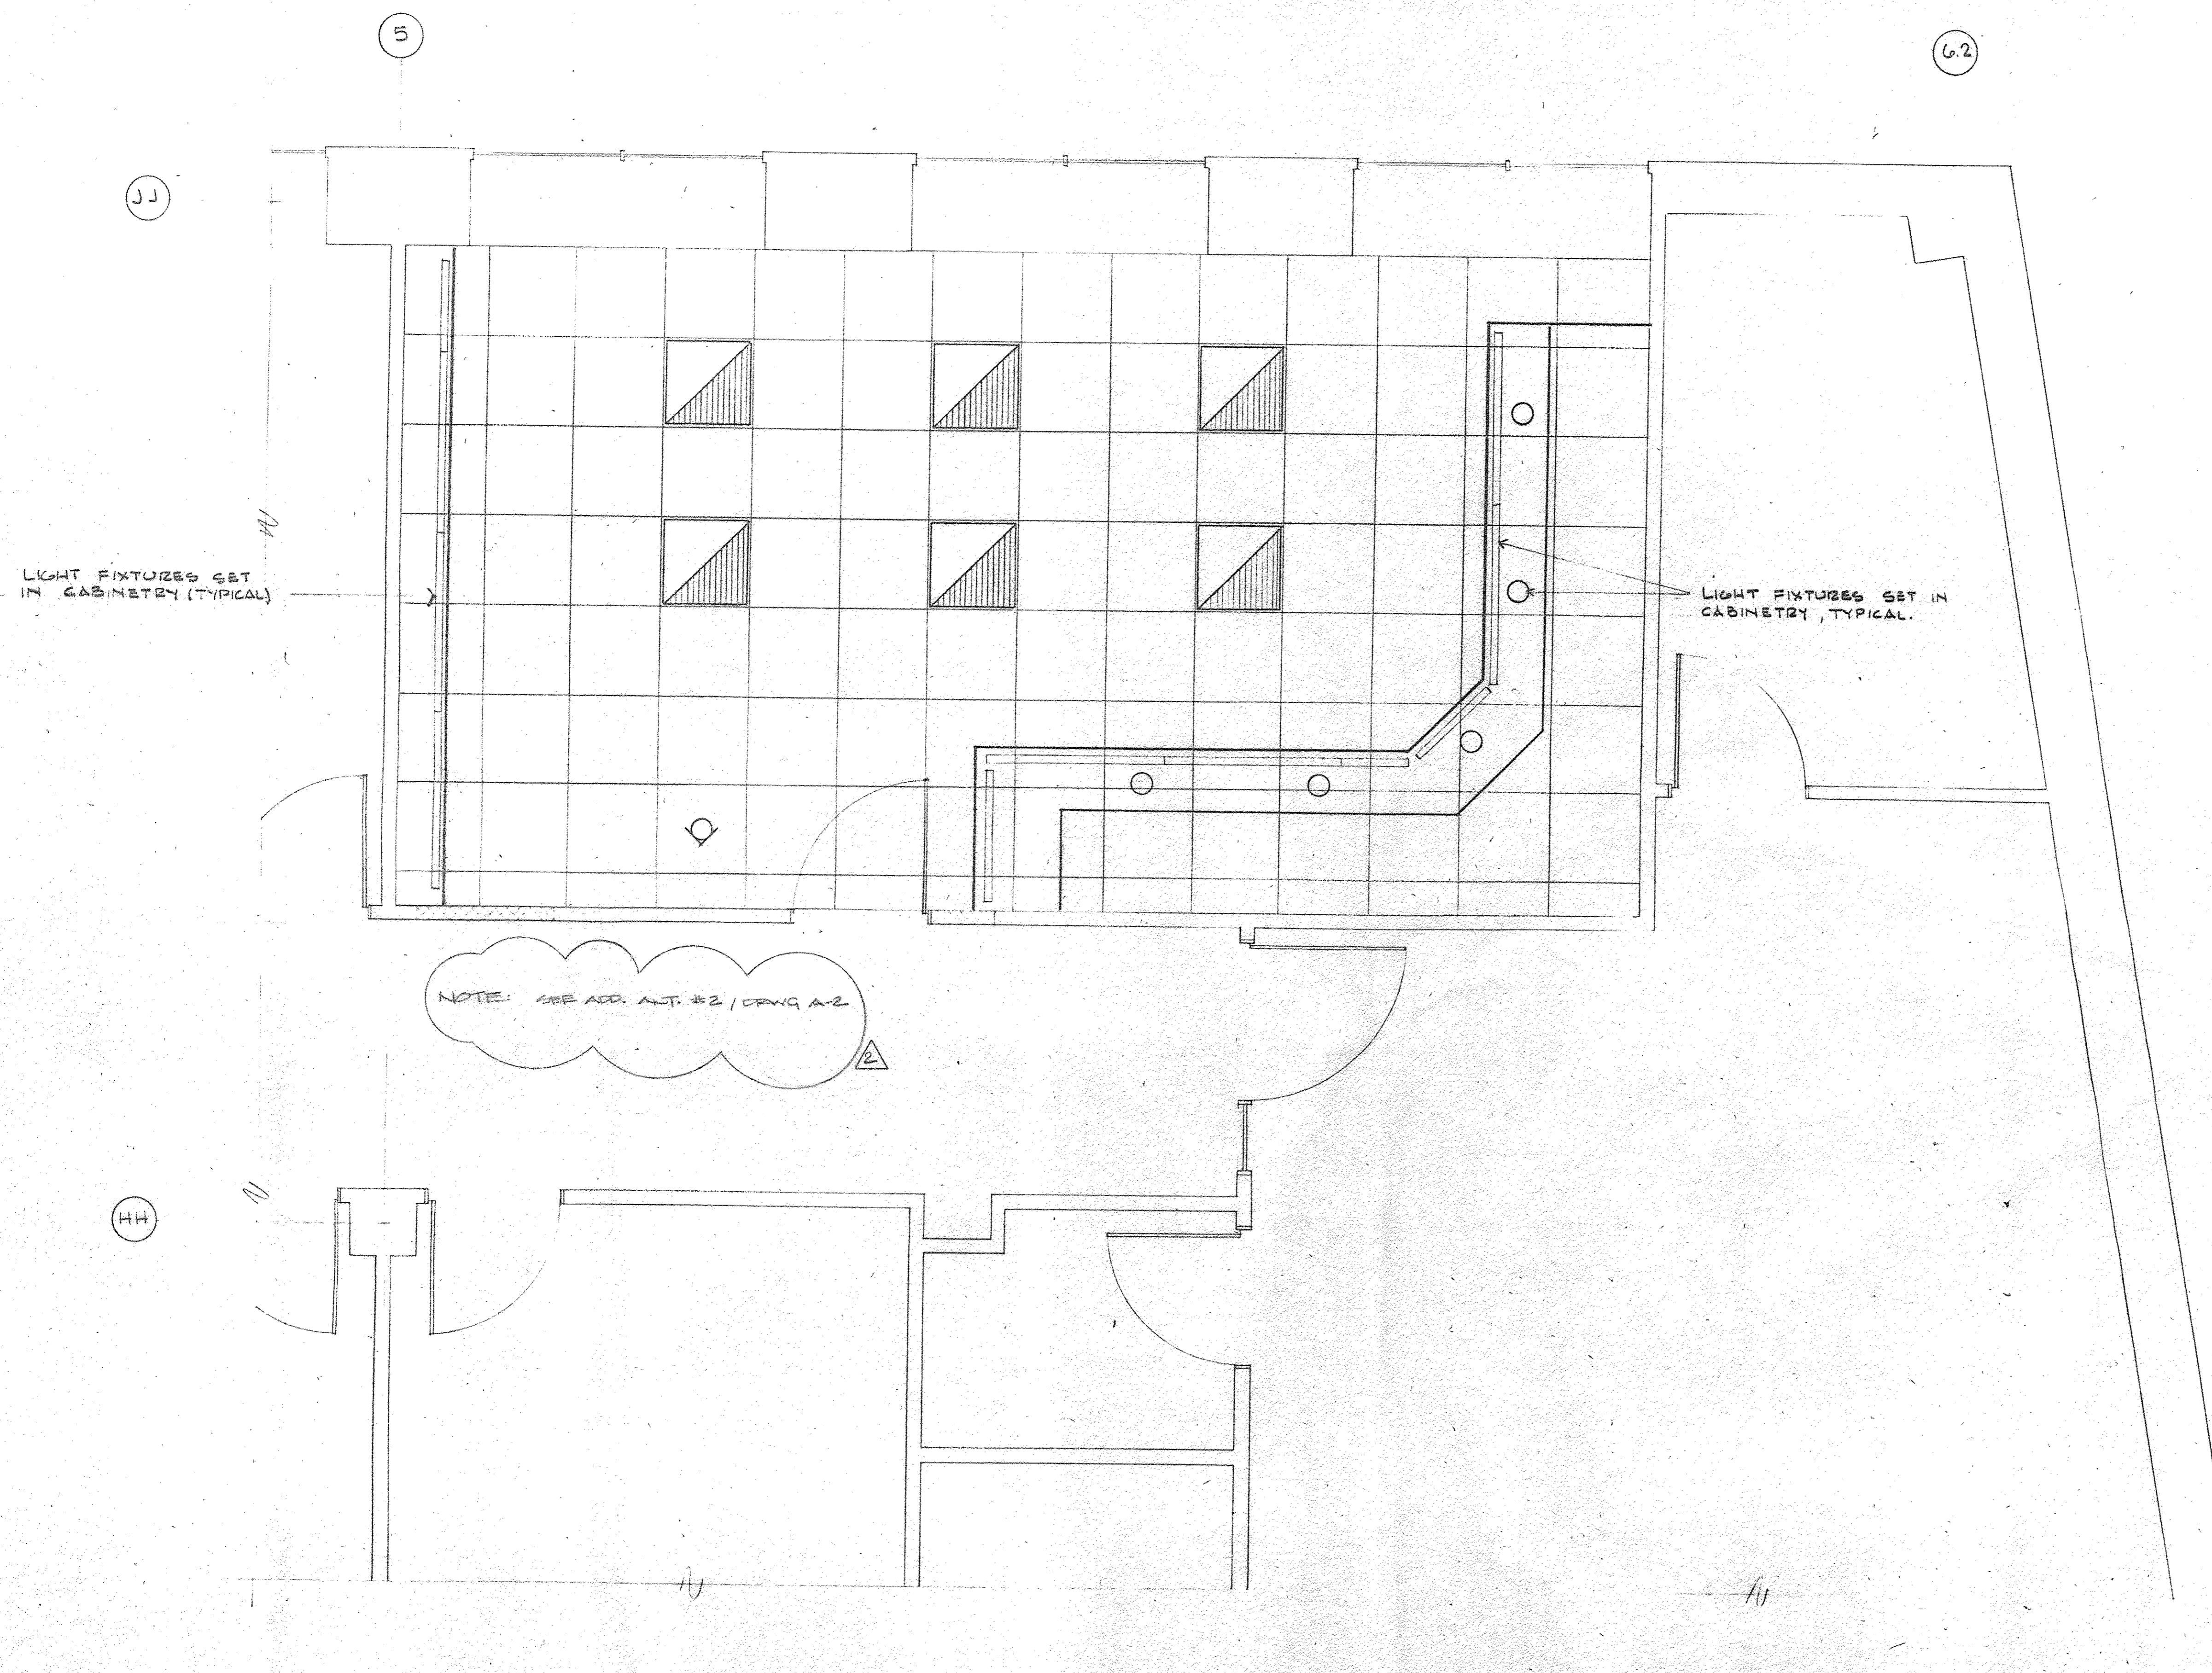 5
6.2
JJ
LIGHT FIXTURES SET
IN CABINETRY (TYPICAL)
LIGHT FIXTURES SET IN
CABINETRY, TYPICAL.
NOTE: SEE ADD. ALT. #2 / DRWG A-2
2
HH